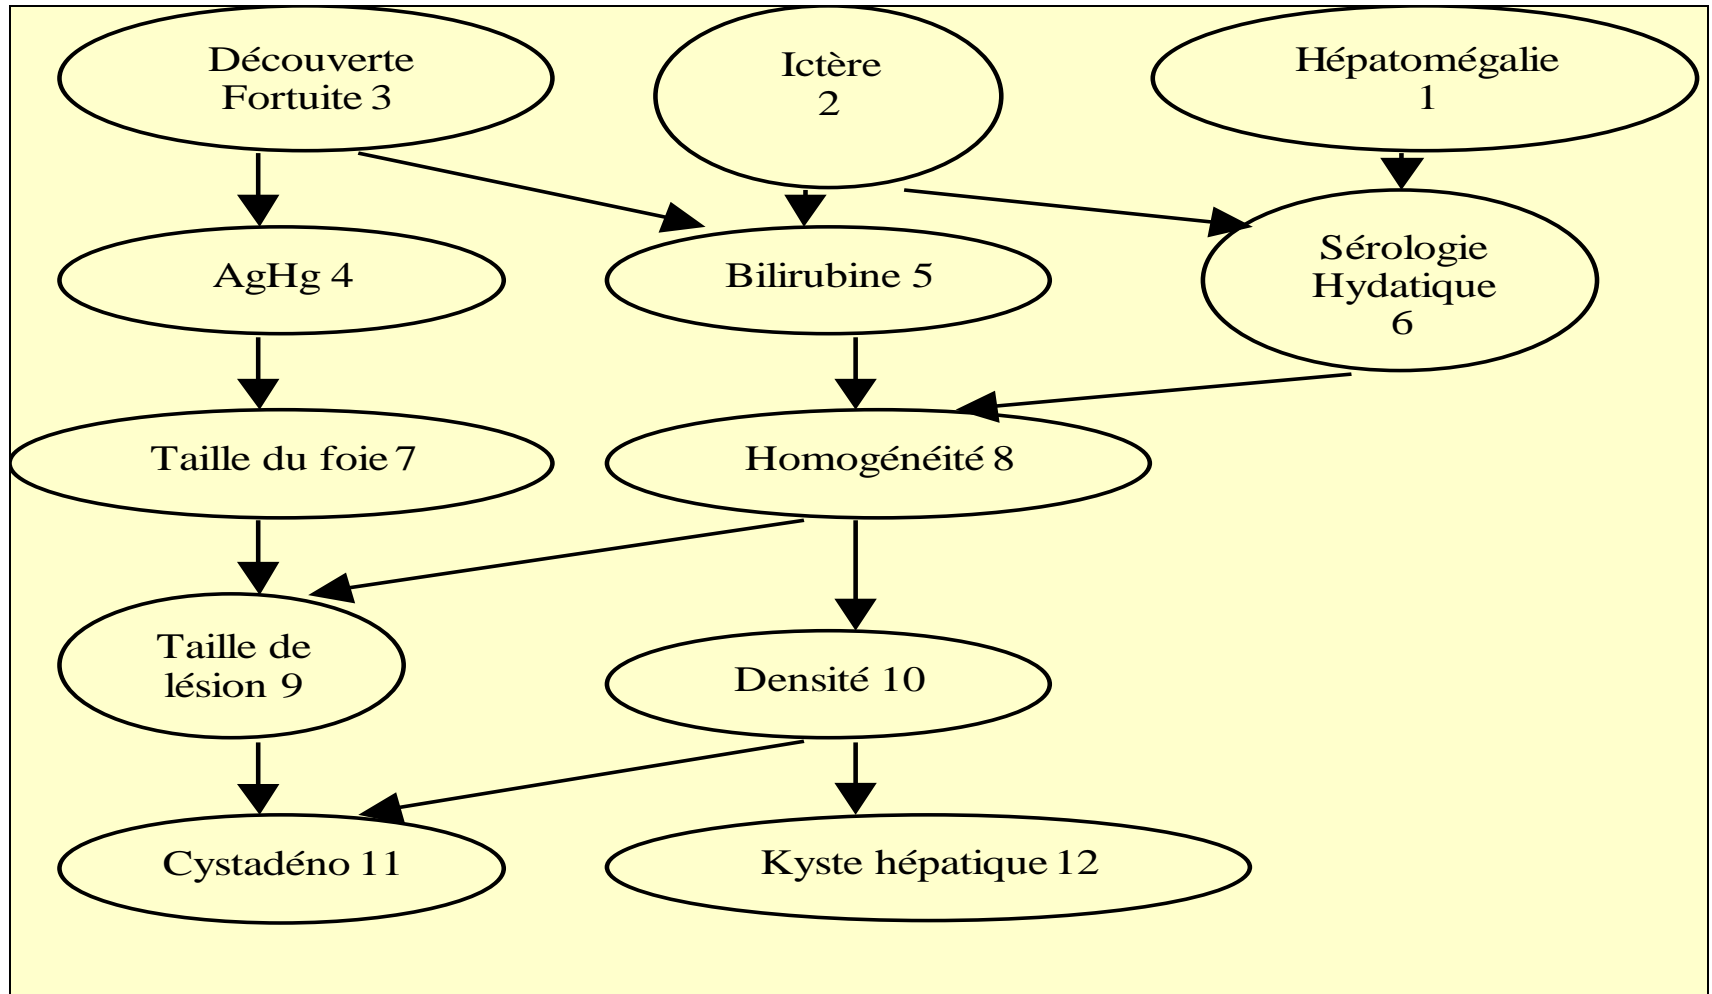 Découverte
Fortuite 3
Ictère
2
Hépatomégalie
1
AgHg 4
Bilirubine 5
Sérologie
Hydatique
6
Taille du foie 7
Homogénéité 8
Taille de
lésion 9
Densité 10
Cystadéno 11
Kyste hépatique 12